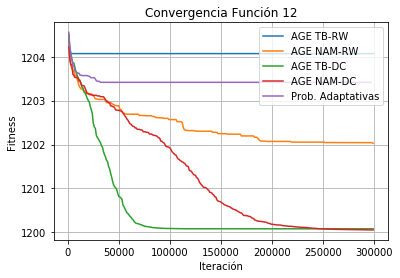 Convergencia Función 12
AGE TB-RW
AGE NAM-RW
AGE TB-DC
AGE NAM-DC
Prob. Adaptativas
Fitness
1204
1203
1202
1201
1200
0
50000
100000
150000
200000
250000
300000
Iteración